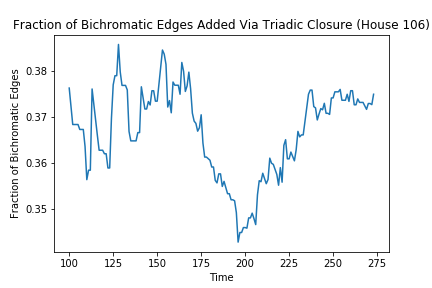 Fraction of Bichromatic Edges Added Via Triadic Closure (House 106)
Fraction of Bichromatic Edges
0.38
0.37
0.36
0.35
100 125 150 175 200 225 250 275
Time